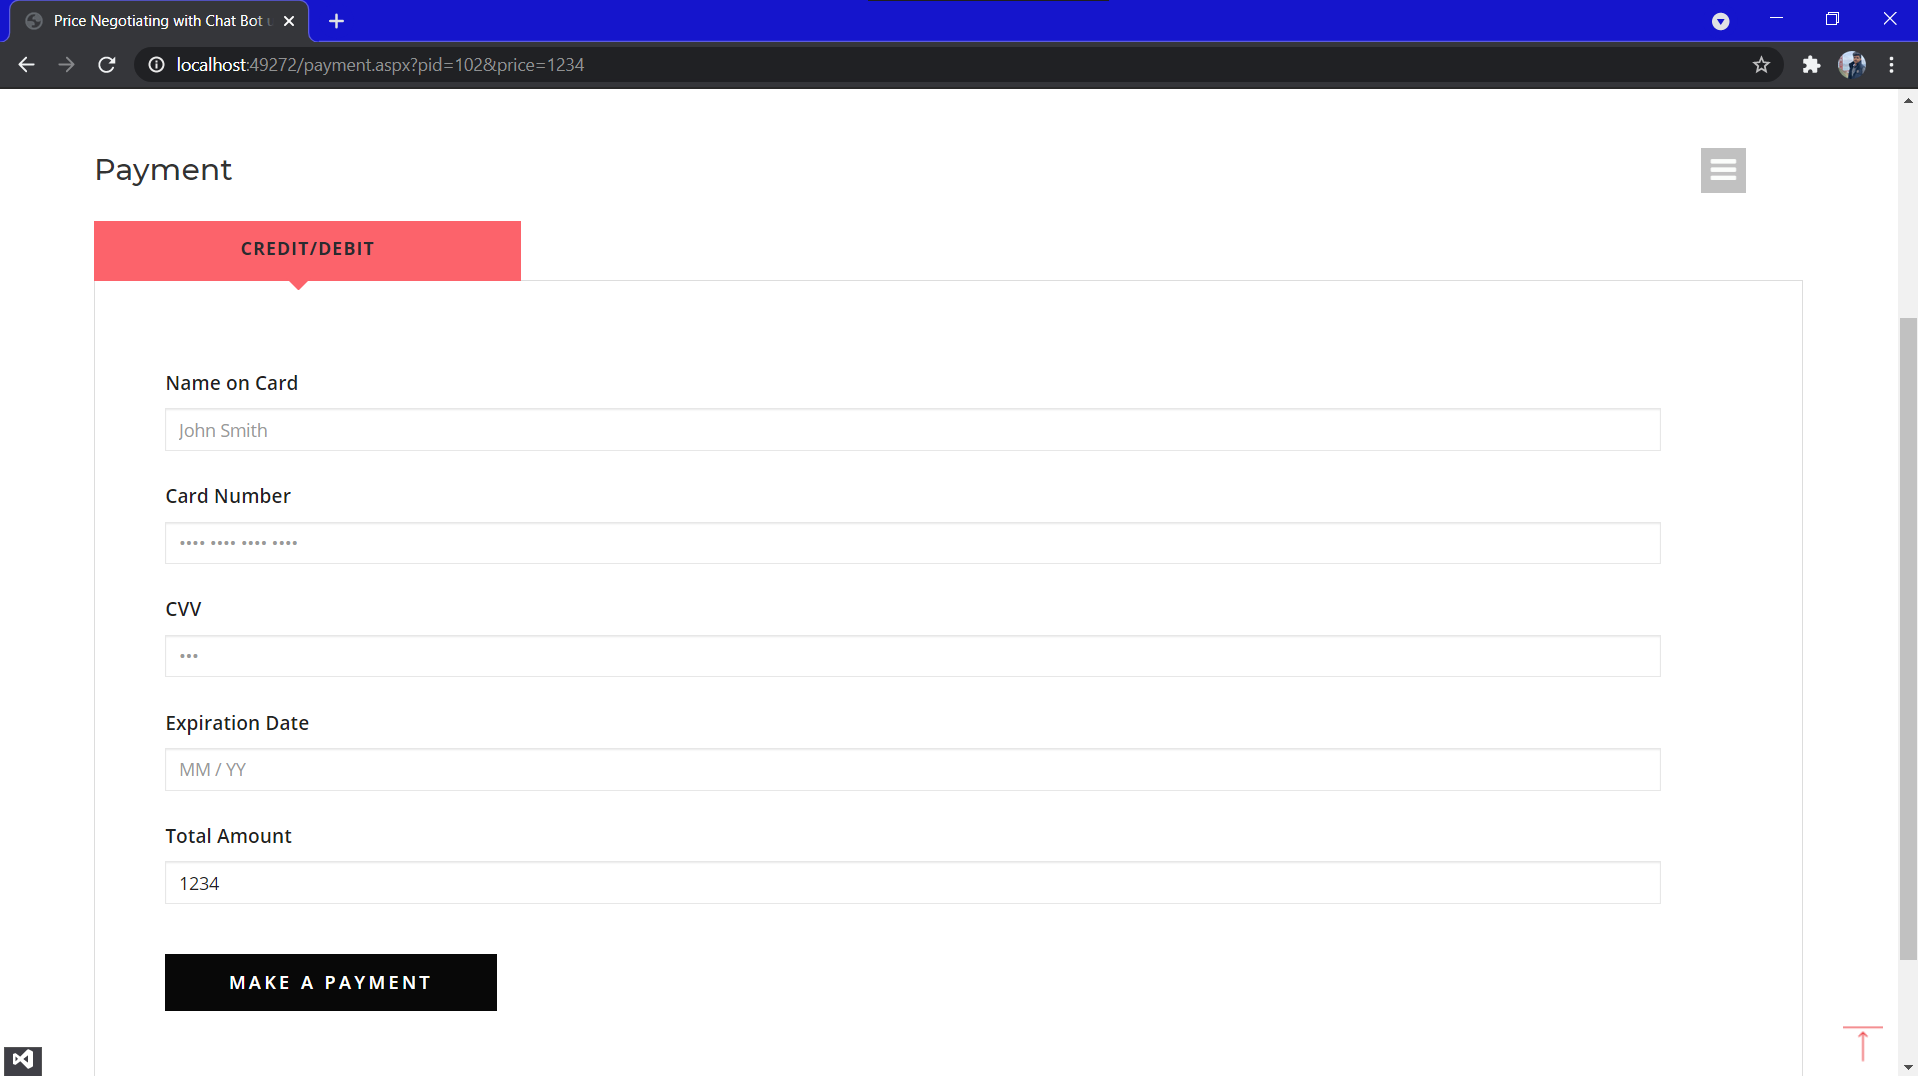 Price Negotiating with Chat Bot
localhost:49272/payment.aspx?pid=102&price=1234
Payment
CREDIT/DEBIT
Name on Card
John Smith
Card Number
•••• •••• •••• ••••
CVV
•••
Expiration Date
MM / YY
Total Amount
1234
MAKE A PAYMENT